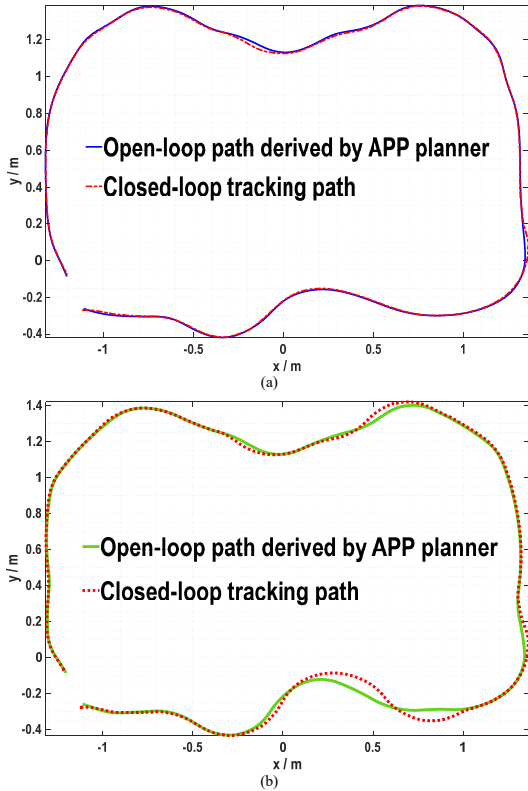 1.2
1
0.8
0.6
0.4
0.2
0
-0.2
-0.4
y / m
Open-loop path derived by APP planner
Closed-loop tracking path
-1
-0.5
0
0.5
1
x / m
(a)
1.4
1.2
1
0.8
0.6
0.4
0.2
0
-0.2
-0.4
y / m
Open-loop path derived by APP planner
Closed-loop tracking path
-1
-0.5
0
0.5
1
x / m
(b)